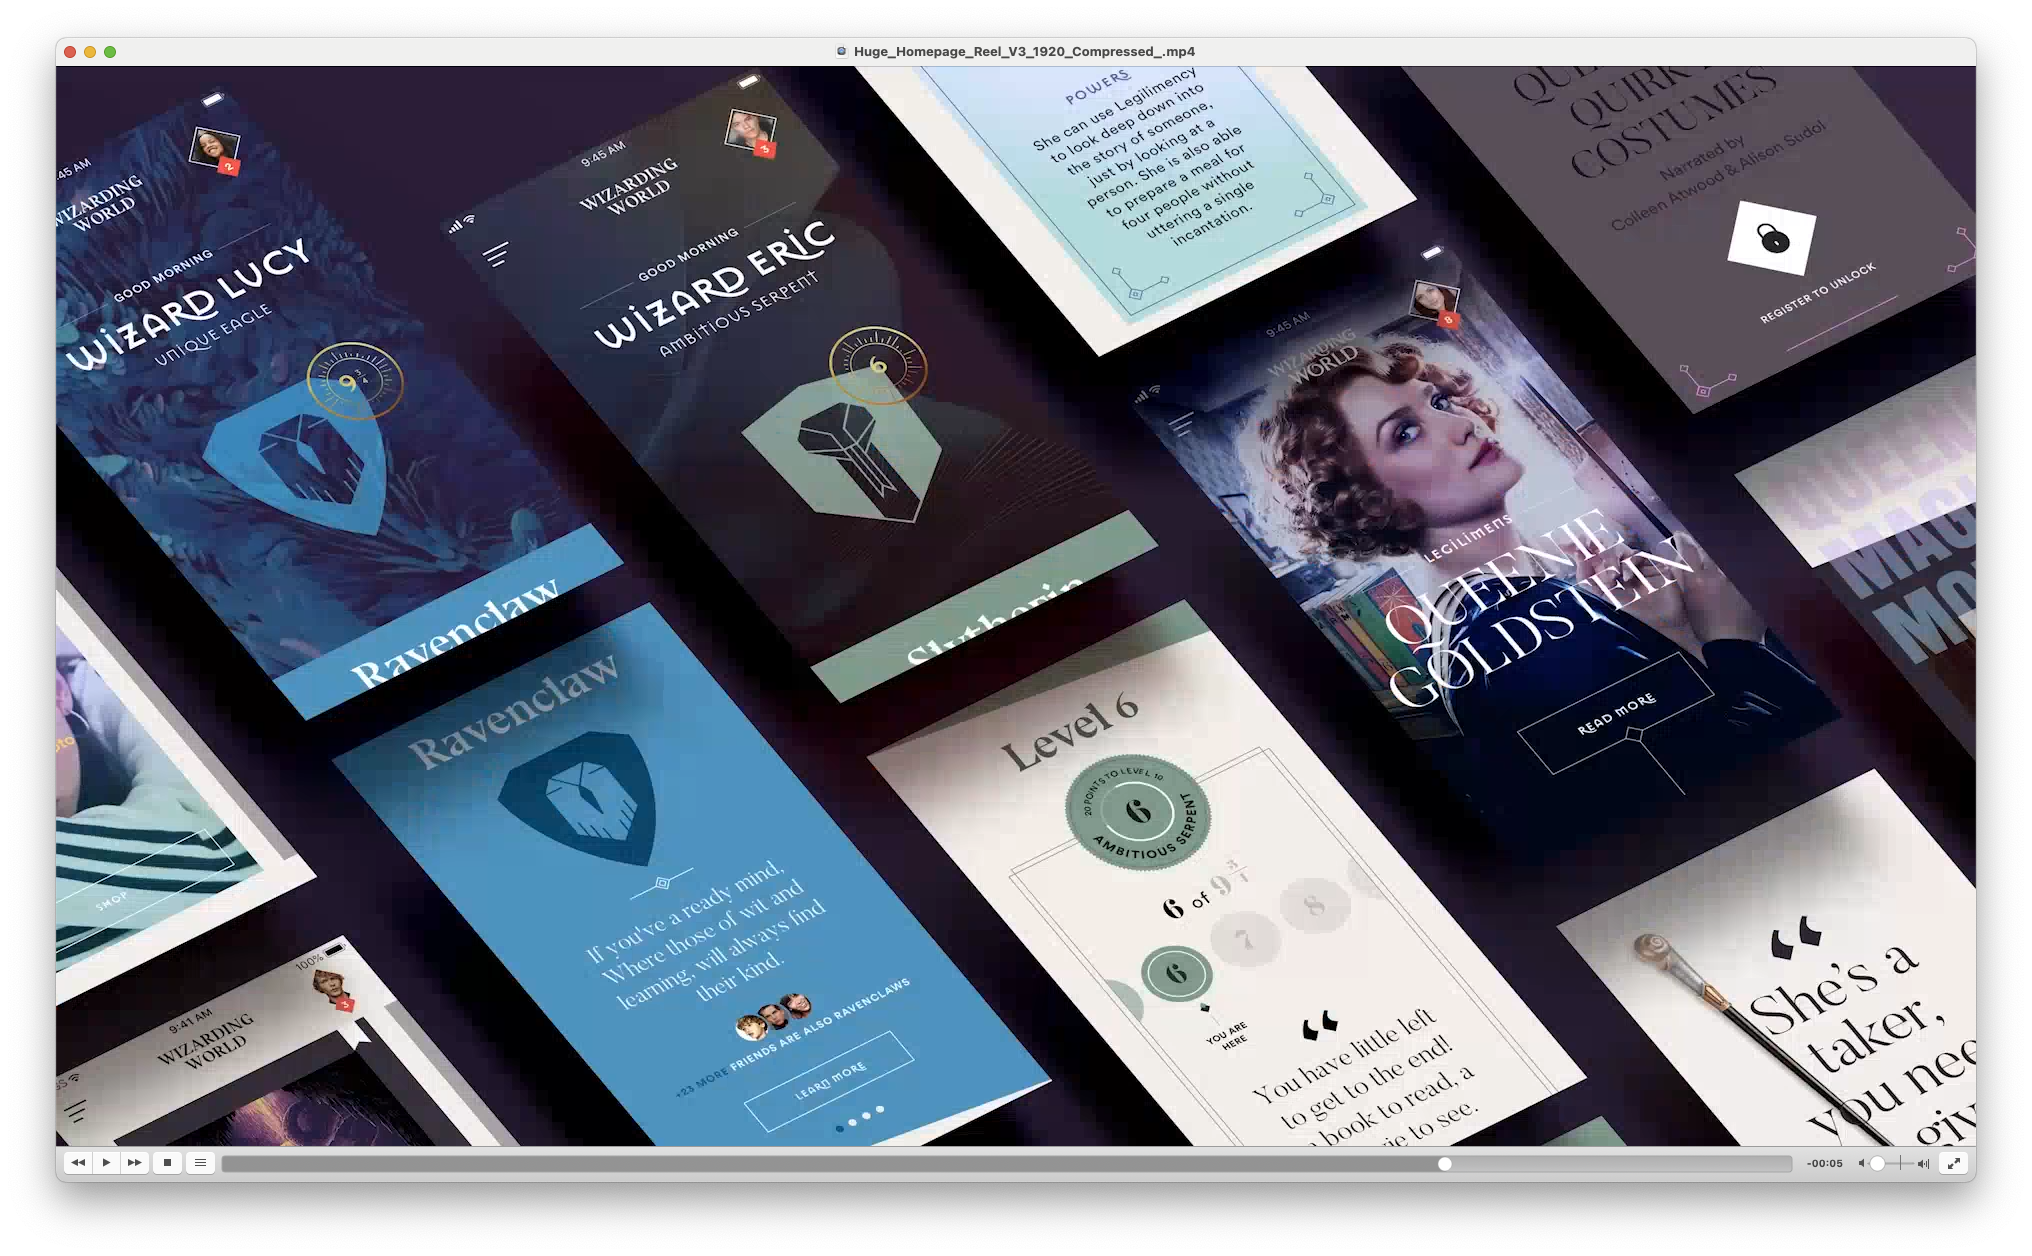 Huge_Homepage_Reel_V3_1920_Compressed_.mp4
:45 AM
WIZARDING
WORLD
2
GOOD MORNING
WIZARD LUCY
UNIQUE EAGLE
9 3/4
Ravenclaw
9:45 AM
WIZARDING
WORLD
3
GOOD MORNING
WIZARD ERIC
AMBITIOUS SERPENT
6
Slytherin
POWERS
She can use Legilimency
to look deep down into
the story of someone,
just by looking at a
person. She is also able
to prepare a meal for
four people without
uttering a single
incantation.
QUIRK
COSTUMES
Narrated by
Colleen Atwood & Alison Sudol
REGISTER TO UNLOCK
9:45 AM
WIZARDING
WORLD
8
LEGILIMENS
QUEENIE
GOLDSTEIN
READ MORE
QUEEN
MAG
MO
SHOP
Ravenclaw
If you've a ready mind,
Where those of wit and
learning, will always find
their kind.
+23 MORE FRIENDS ARE ALSO RAVENCLAWS
LEARN MORE
Level 6
20 POINTS TO LEVEL 10
6
AMBITIOUS SERPENT
6 of 9 3/4
6
7
8
YOU ARE
HERE
“
You have little left
to get to the end!
book to read, a
to see.
“
She's a
taker,
you nee
giv
100%
9:41 AM
WIZARDING
WORLD
3
-00:05